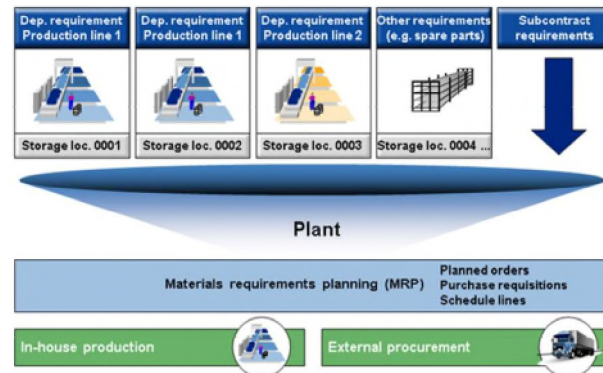 Dep. requirement
Production line 1
Dep. requirement
Production line 1
Dep. requirement
Production line 2
Other requirements
(e.g. spare parts)
Subcontract
requirements
Storage loc. 0001
Storage loc. 0002
Storage loc. 0003
Storage loc. 0004 ...
Plant
Materials requirements planning (MRP)
Planned orders
Purchase requisitions
Schedule lines
In-house production
External procurement